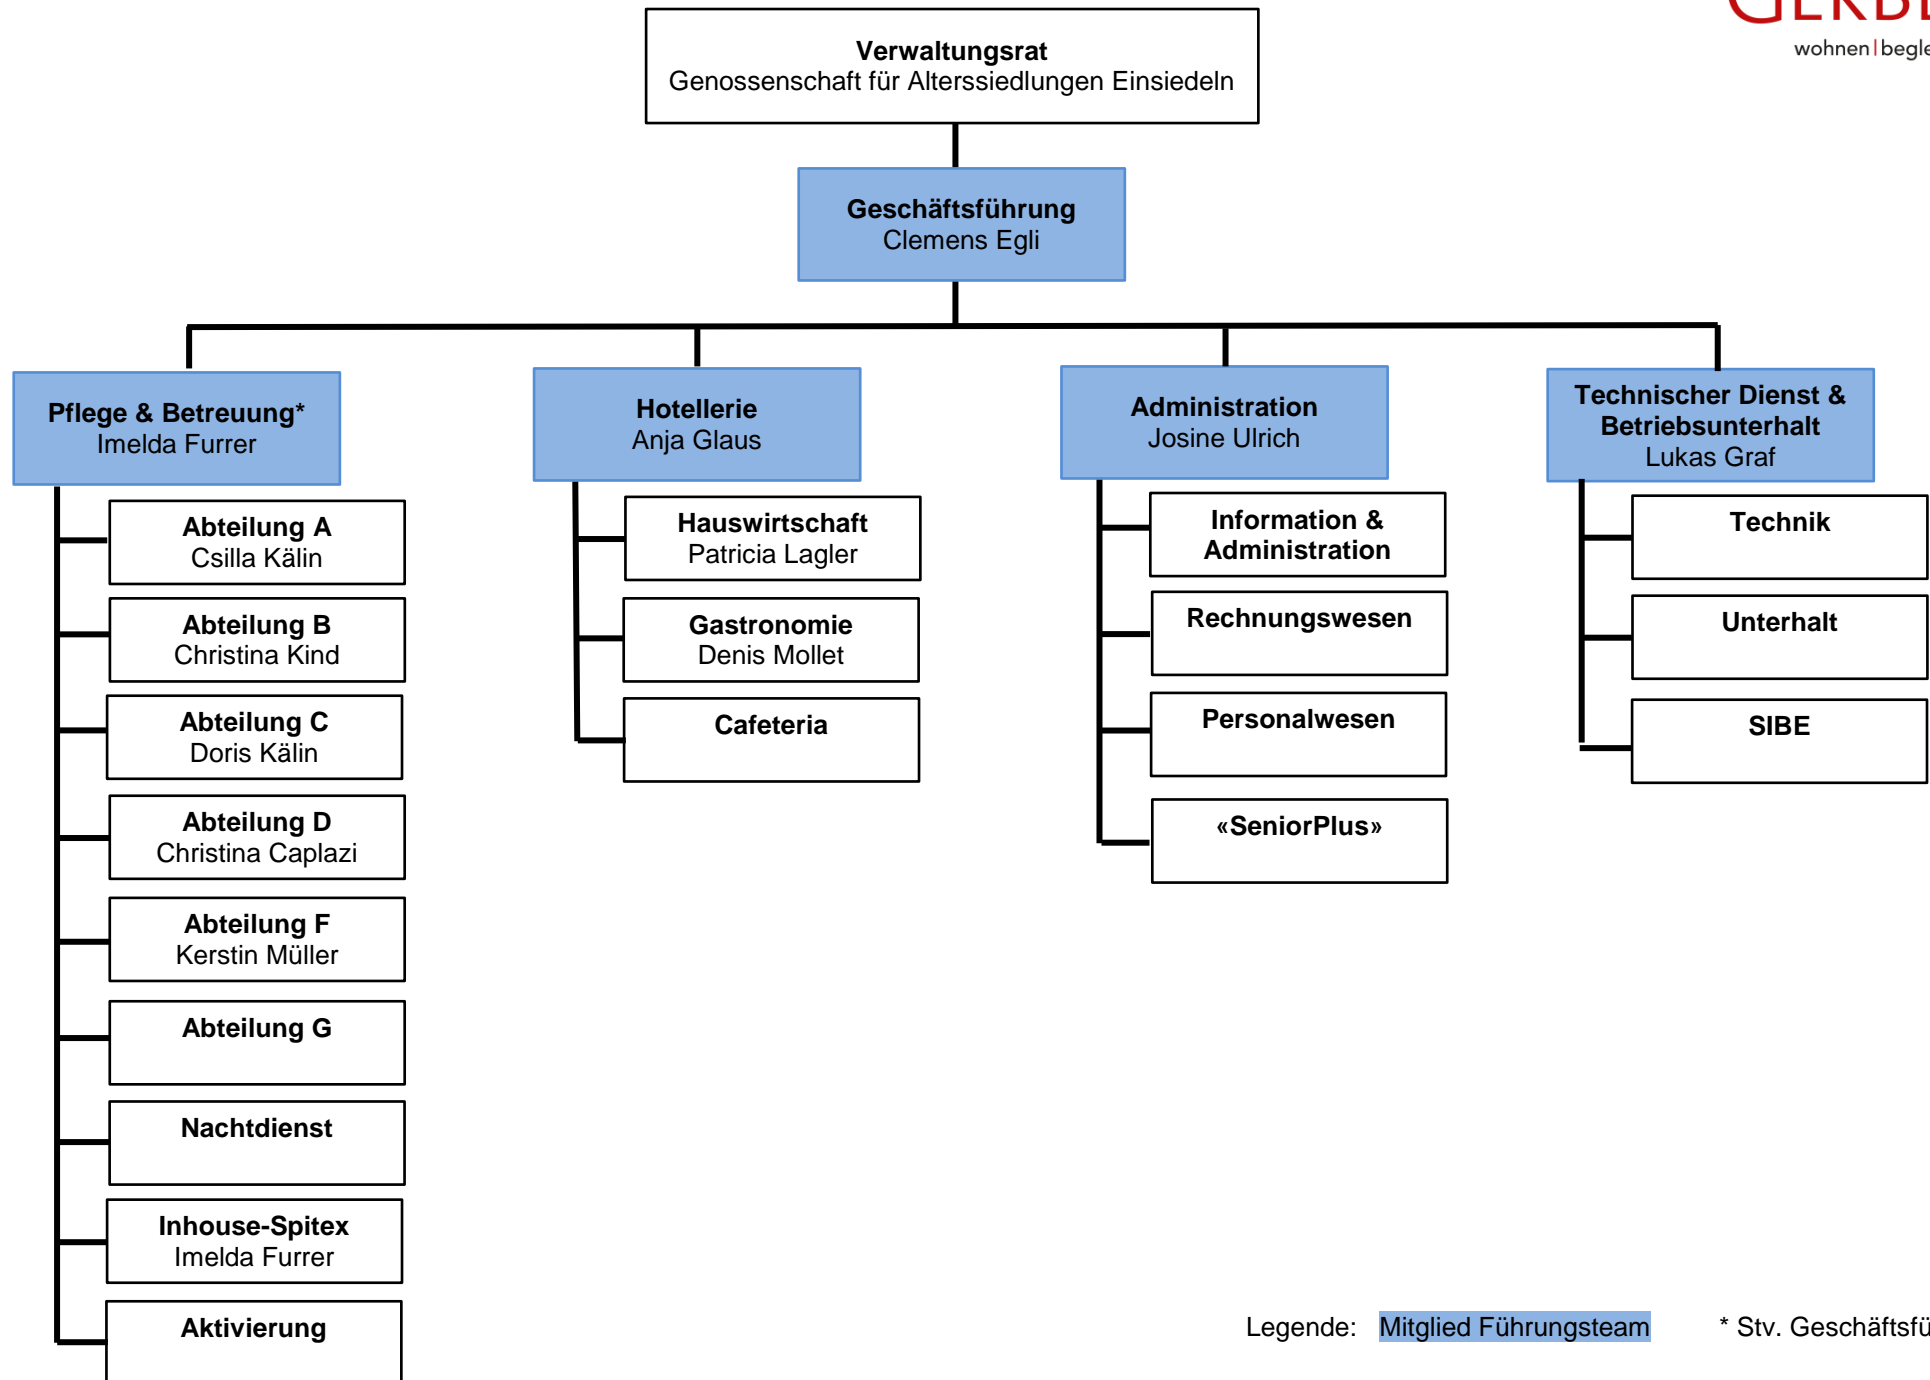 wohnen|begle
Verwaltungsrat
Genossenschaft für Alterssiedlungen Einsiedeln
Geschäftsführung
Clemens Egli
Pflege & Betreuung*
Imelda Furrer
Abteilung A
Csilla Kälin
Abteilung B
Christina Kind
Abteilung C
Doris Kälin
Abteilung D
Christina Caplazi
Abteilung F
Kerstin Müller
Abteilung G
Nachtdienst
Inhouse-Spitex
Imelda Furrer
Aktivierung
Hotellerie
Anja Glaus
Hauswirtschaft
Patricia Lagler
Gastronomie
Denis Mollet
Cafeteria
Administration
Josine Ulrich
Information &
Administration
Rechnungswesen
Personalwesen
«SeniorPlus»
Technischer Dienst &
Betriebsunterhalt
Lukas Graf
Technik
Unterhalt
SIBE
Legende: Mitglied Führungsteam * Stv. Geschäftsfü